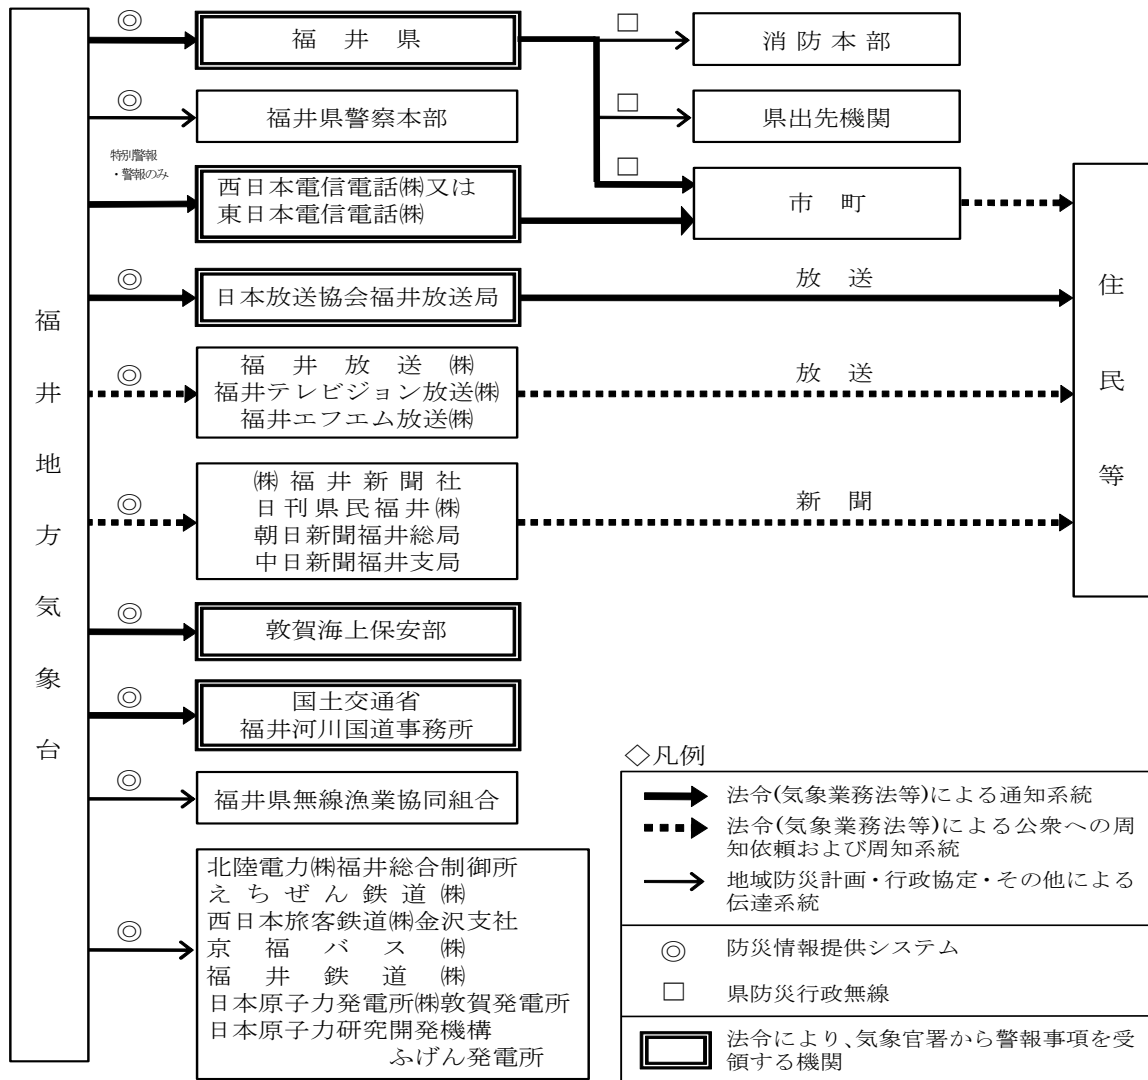 福井地方気象台
◎
福井県
□
消防本部
◎
福井県警察本部
□
県出先機関
特別警報
・警報のみ
西日本電信電話㈱又は
東日本電信電話㈱
□
市町
◎
日本放送協会福井放送局
放送
住民等
◎
福井放送㈱
福井テレビジョン放送㈱
福井エフエム放送㈱
放送
◎
㈱福井新聞社
日刊県民福井㈱
朝日新聞福井総局
中日新聞福井支局
新聞
◎
敦賀海上保安部
◎
国土交通省
福井河川国道事務所
◎
福井県無線漁業協同組合
◎
北陸電力㈱福井総合制御所
えちぜん鉄道㈱
西日本旅客鉄道㈱金沢支社
京福バス㈱
福井鉄道㈱
日本原子力発電所㈱敦賀発電所
日本原子力研究開発機構
ふげん発電所
◇凡例
法令(気象業務法等)による通知系統
法令(気象業務法等)による公衆への周
知依頼および周知系統
地域防災計画・行政協定・その他による
伝達系統
◎ 防災情報提供システム
□ 県防災行政無線
法令により、気象官署から警報事項を受
領する機関